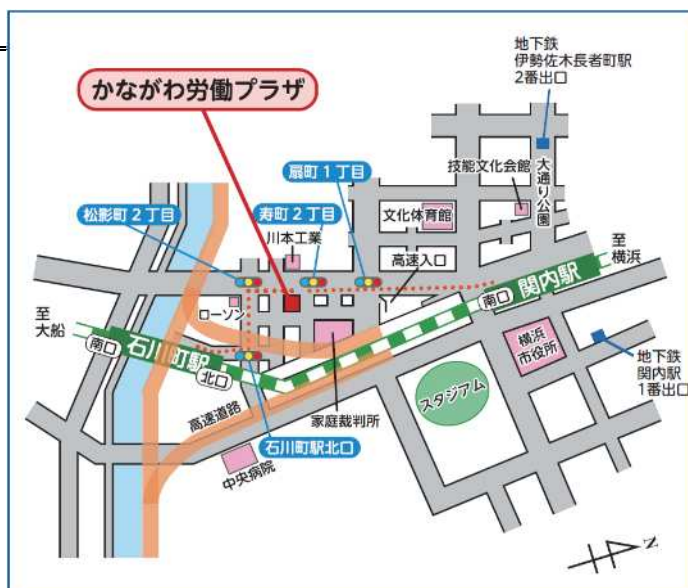 地下鉄
伊勢佐木長者町駅
2番出口
かながわ労働プラザ
技能文化会館
大通り公園
扇町1丁目
松影町2丁目
寿町2丁目
文化体育館
川本工業
高速入口
至
横浜
関内駅
南口
ローソン
至
大船
南口
石川町駅
北口
横浜
市役所
地下鉄
関内駅
1番出口
スタジアム
高速道路
家庭裁判所
石川町駅北口
中央病院
N